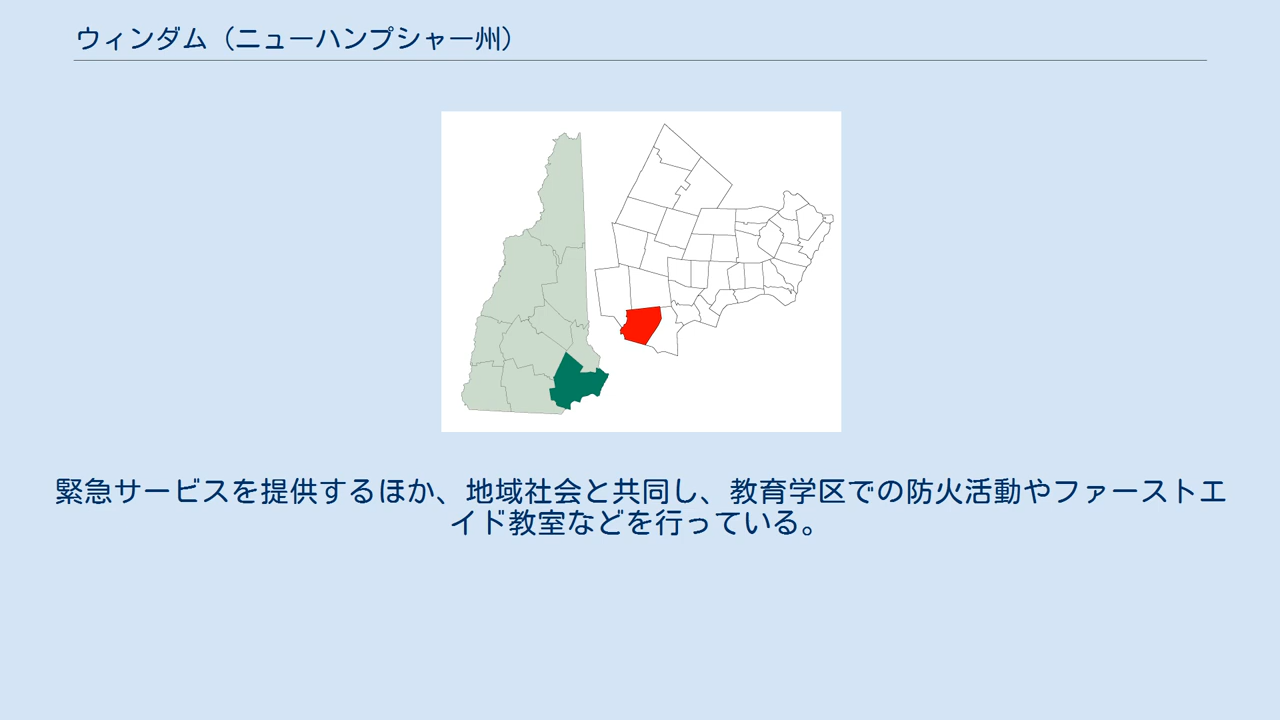 ウィンダム（ニューハンプシャー州）
緊急サービスを提供するほか、地域社会と共同し、教育学区での防火活動やファーストエ
イド教室などを行っている。